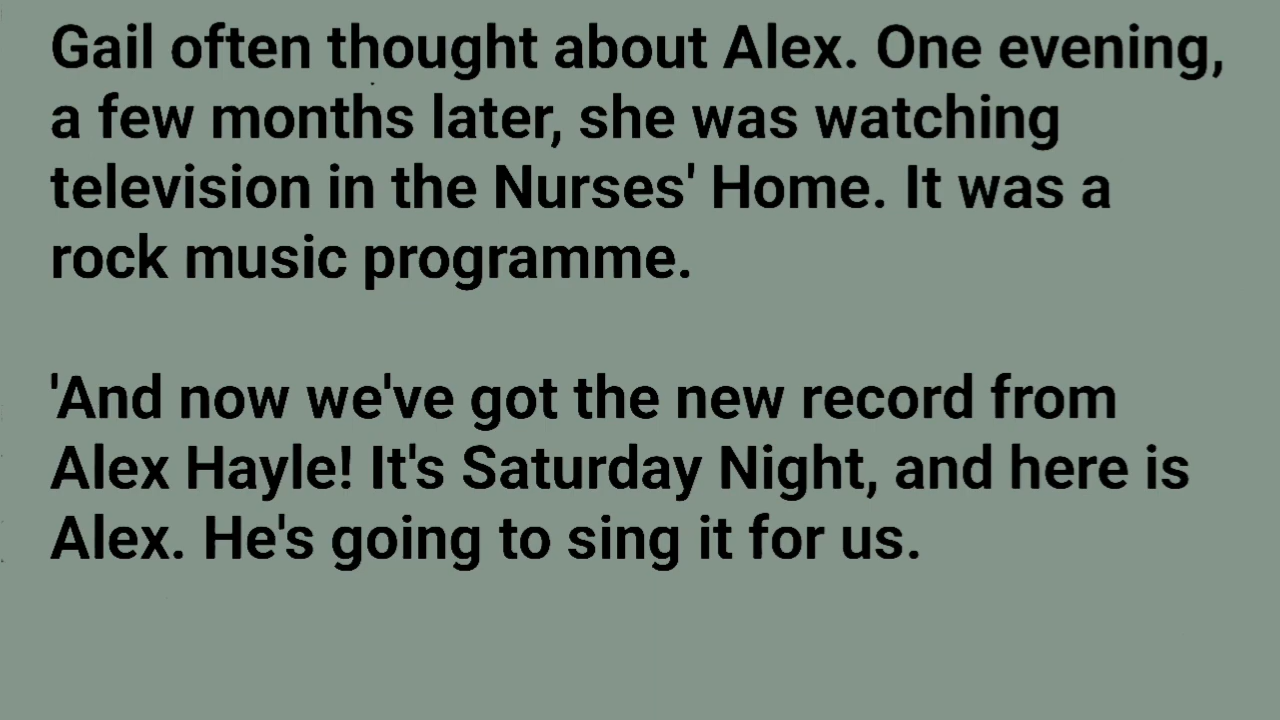 Gail often thought about Alex. One evening,
a few months later, she was watching
television in the Nurses' Home. It was a
rock music programme.
'And now we've got the new record from
Alex Hayle! It's Saturday Night, and here is
Alex. He's going to sing it for us.